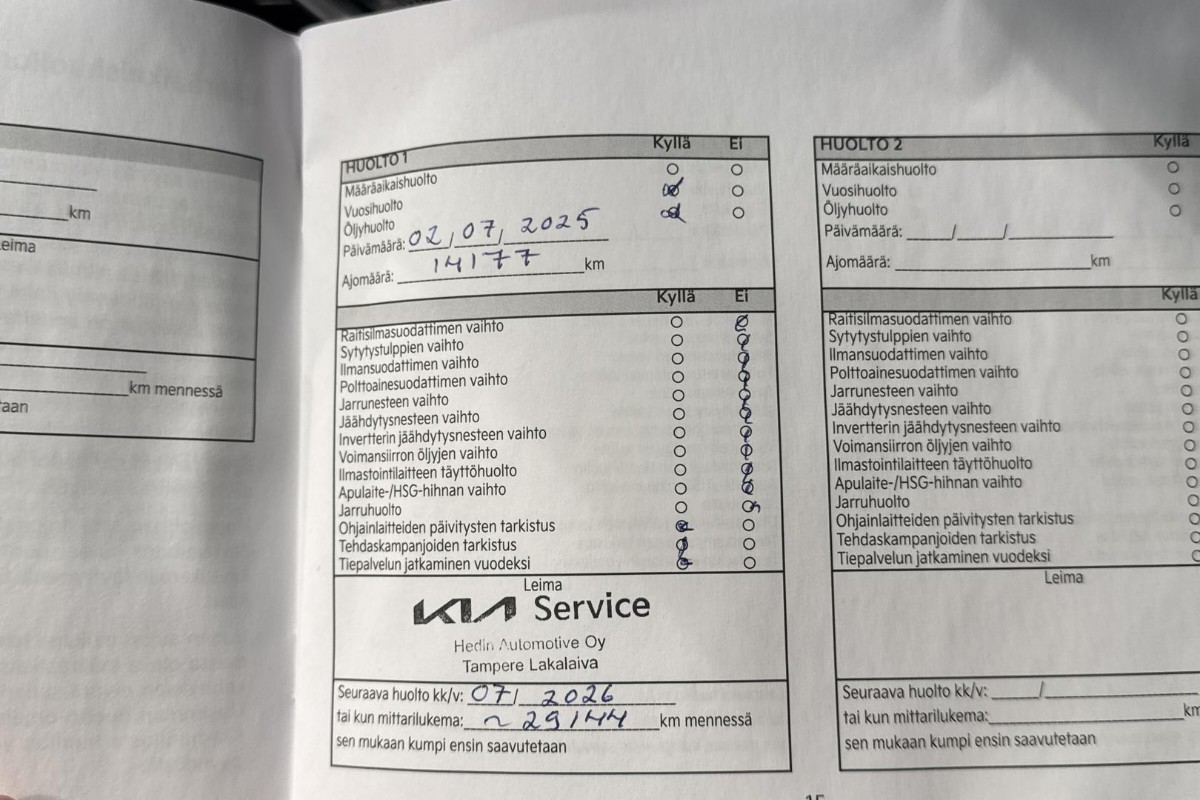 km
eima
km mennessä
taan
HUOLTO 1 Kyllä Ei
Määräaikaishuolto
Vuosihuolto
Öljyhuolto
Päivämäärä: 02/07/2025
Ajomäärä: 14177 km
Kyllä Ei
Raitisilmasuodattimen vaihto
Sytytystulppien vaihto
Ilmansuodattimen vaihto
Polttoainesuodattimen vaihto
Jarrunesteen vaihto
Jäähdytysnesteen vaihto
Invertterin jäähdytysnesteen vaihto
Voimansiirron öljyjen vaihto
Ilmastointilaitteen täyttöhuolto
Apulaite-/HSG-hihnan vaihto
Jarruhuolto
Ohjainlaitteiden päivitysten tarkistus
Tehdaskampanjoiden tarkistus
Tiepalvelun jatkaminen vuodeksi
Leima
KIA Service
Hedin Automotive Oy
Tampere Lakalaiva
Seuraava huolto kk/v: 07/ 2026
tai kun mittarilukema: ~ 29144 km mennessä
sen mukaan kumpi ensin saavutetaan
HUOLTO 2 Kyllä
Määräaikaishuolto
Vuosihuolto
Öljyhuolto
Päivämäärä: / /
Ajomäärä: km
Kyllä
Raitisilmasuodattimen vaihto
Sytytystulppien vaihto
Ilmansuodattimen vaihto
Polttoainesuodattimen vaihto
Jarrunesteen vaihto
Jäähdytysnesteen vaihto
Invertterin jäähdytysnesteen vaihto
Voimansiirron öljyjen vaihto
Ilmastointilaitteen täyttöhuolto
Apulaite-/HSG-hihnan vaihto
Jarruhuolto
Ohjainlaitteiden päivitysten tarkistus
Tehdaskampanjoiden tarkistus
Tiepalvelun jatkaminen vuodeksi
Leima
Seuraava huolto kk/v: /
tai kun mittarilukema: km
sen mukaan kumpi ensin saavutetaan